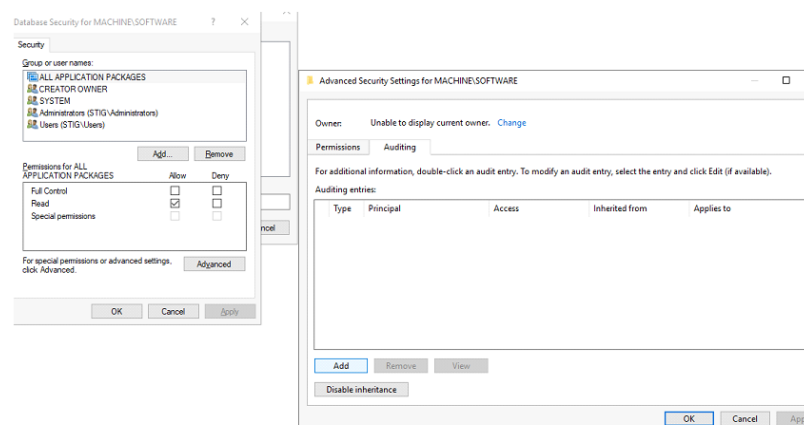 Database Security for MACHINE\SOFTWARE
Security
Group or user names:
ALL APPLICATION PACKAGES
CREATOR OWNER
SYSTEM
Administrators (STIG\Administrators)
Users (STIG\Users)
Add...
Remove
Permissions for ALL
APPLICATION PACKAGES
Allow
Deny
Full Control
Read
Special permissions
For special permissions or advanced settings,
click Advanced.
Advanced
OK
Cancel
Apply
Advanced Security Settings for MACHINE\SOFTWARE
Owner:
Unable to display current owner.
Change
Permissions
Auditing
For additional information, double-click an audit entry. To modify an audit entry, select the entry and click Edit (if available).
Auditing entries:
Type
Principal
Access
Inherited from
Applies to
Add
Remove
View
Disable inheritance
OK
Cancel